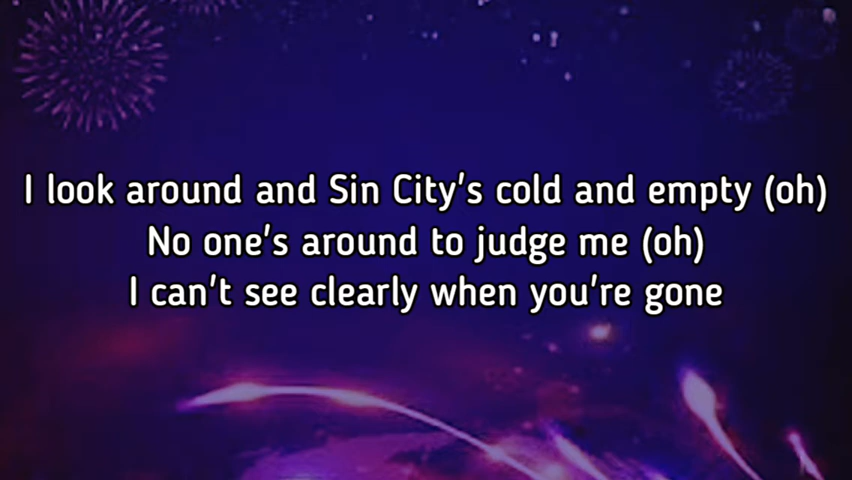 I look around and Sin City's cold and empty (oh)
No one's around to judge me (oh)
I can't see clearly when you're gone